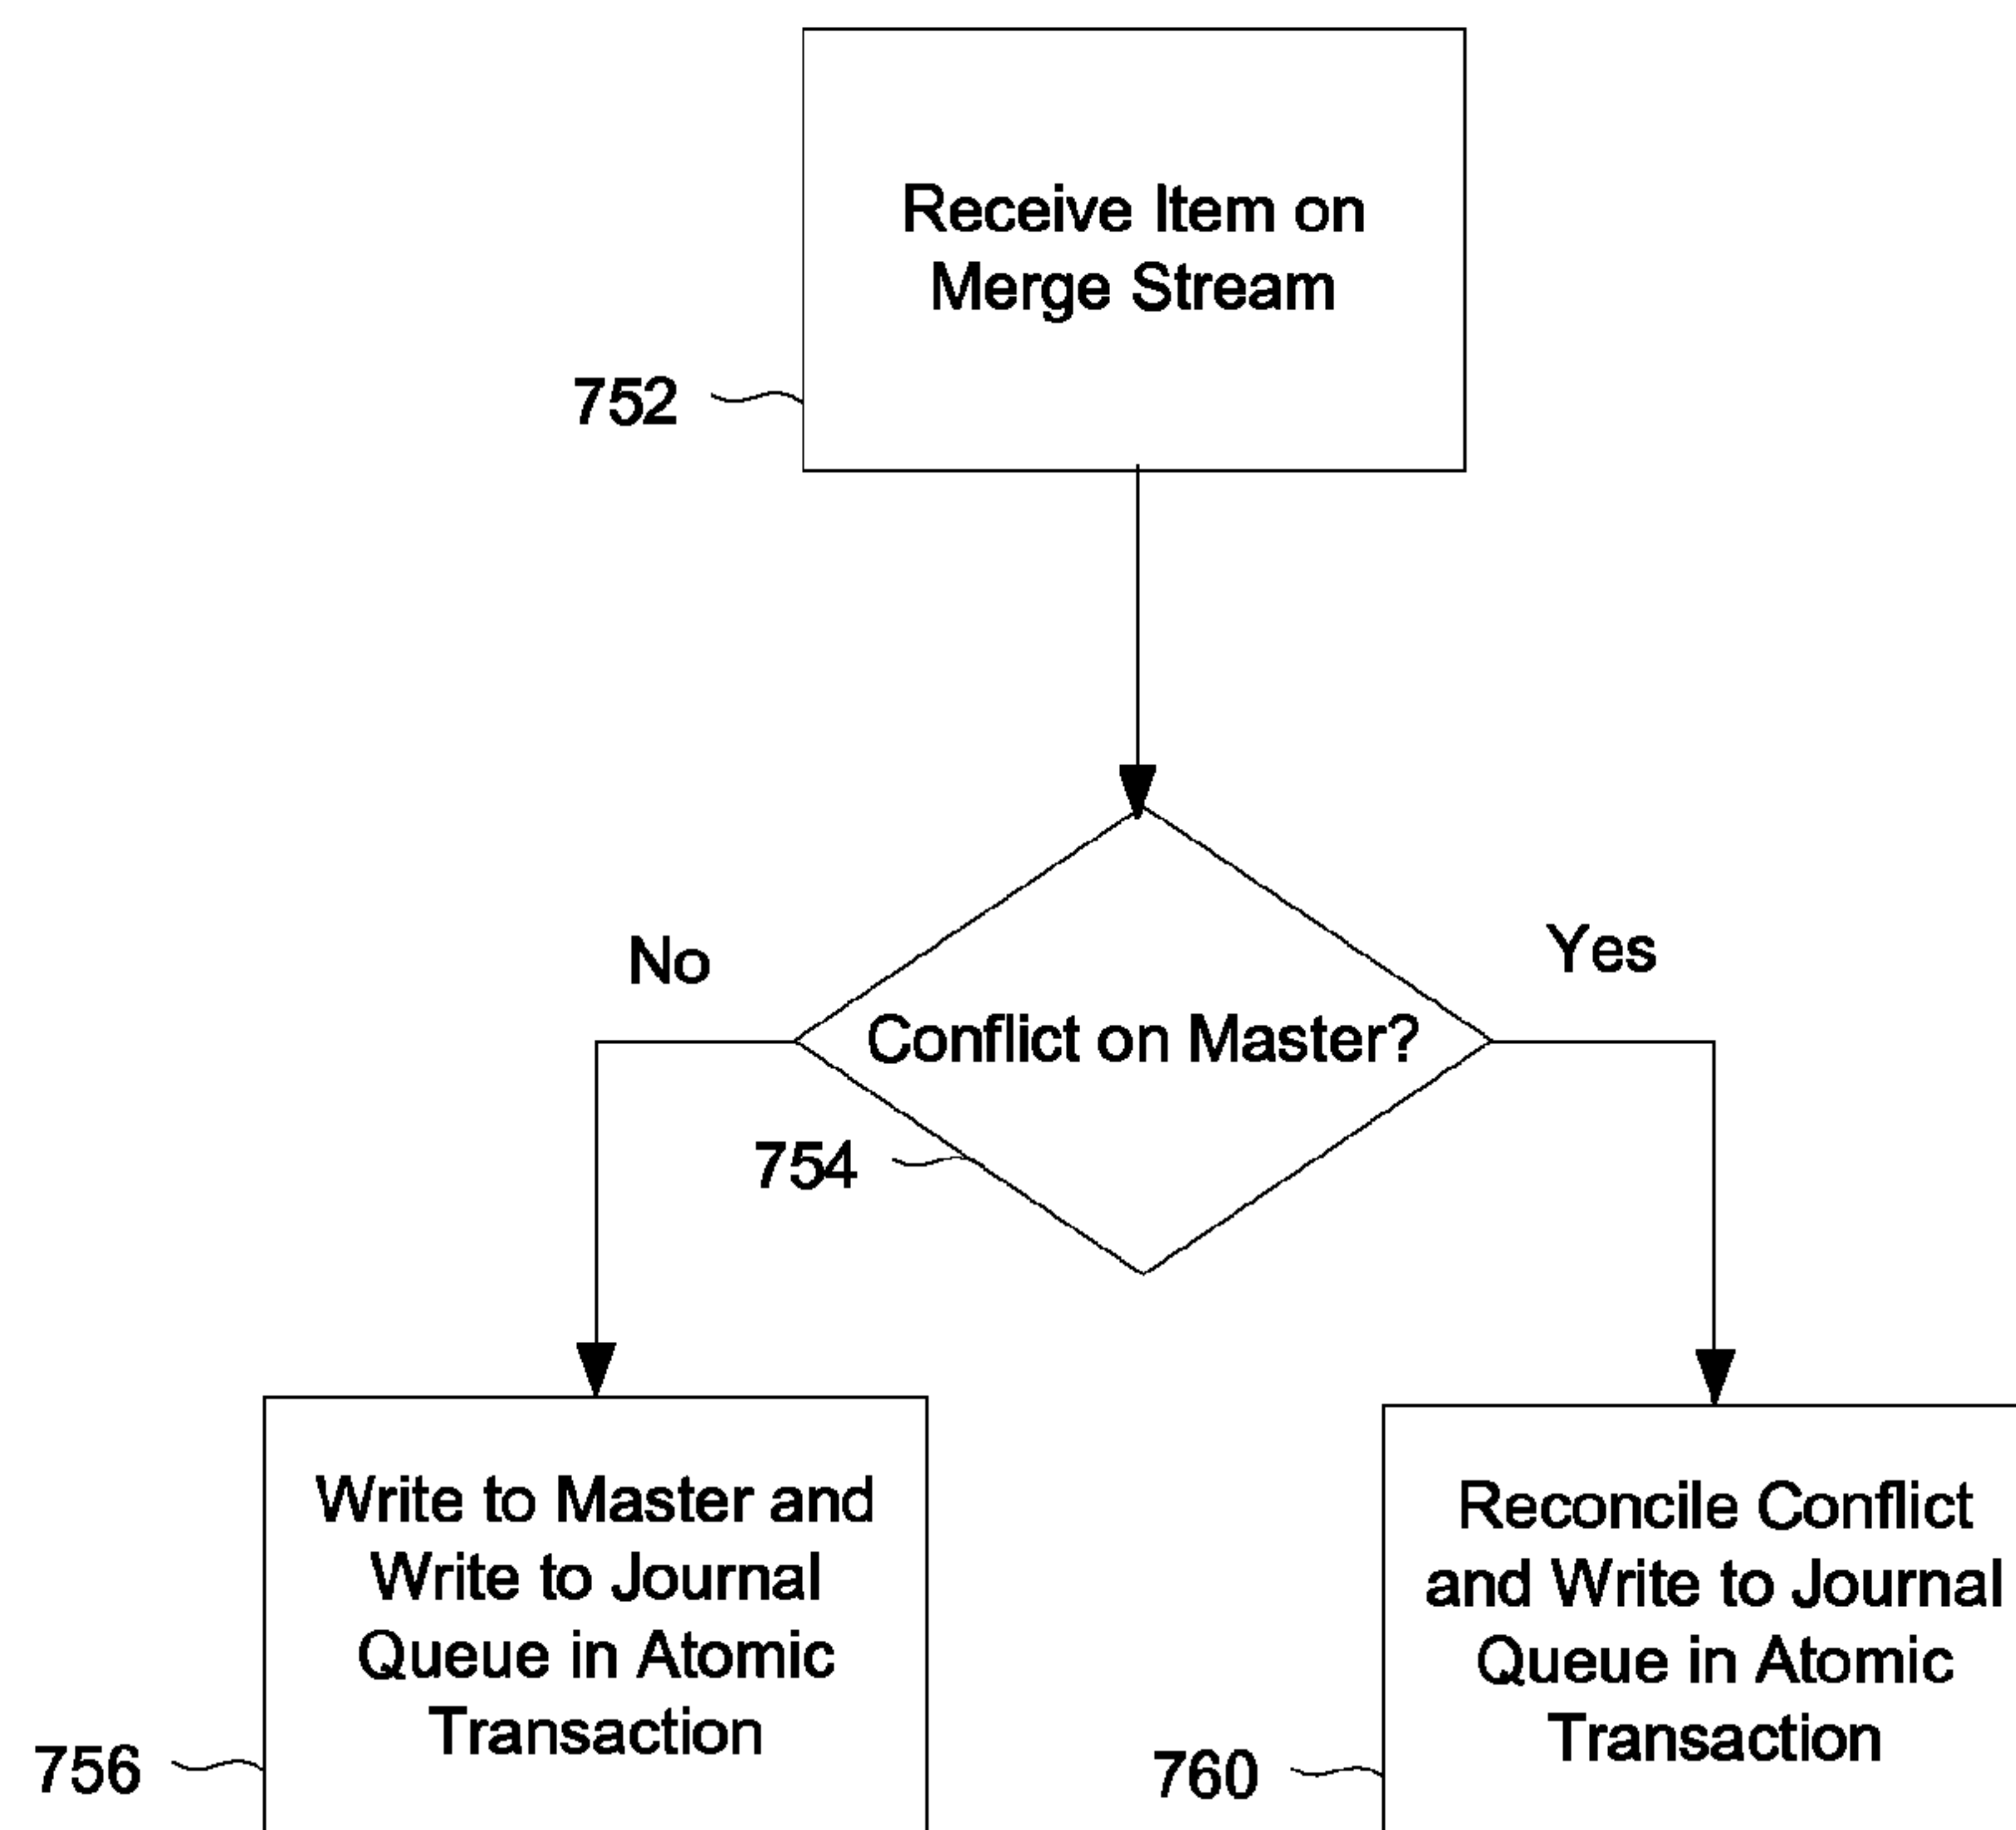 Receive Item on
Merge Stream
752
No
Yes
Conflict on Master?
754
Write to Master and
Write to Journal
Queue in Atomic
Transaction
756
Reconcile Conflict
and Write to Journal
Queue in Atomic
Transaction
760